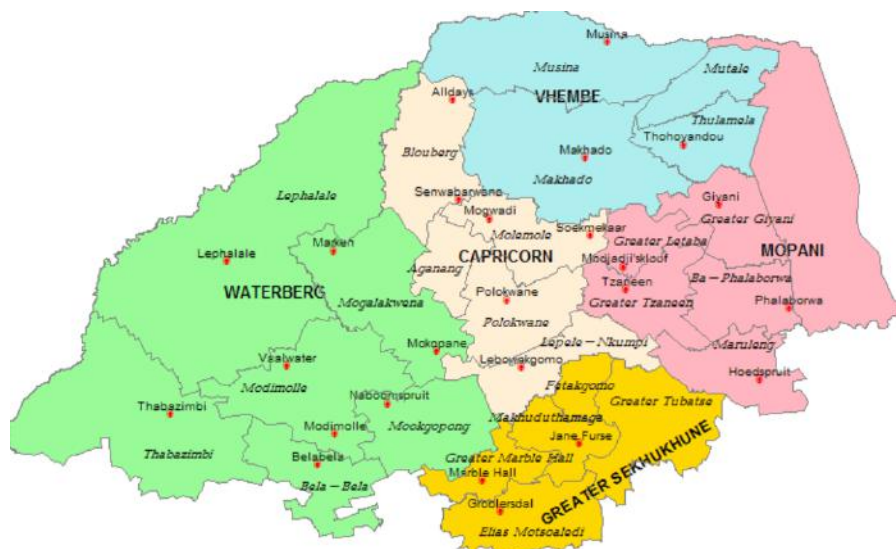 Musina
Musina
Mutale
Alldays
VHEMBE
Thulamela
Thohoyandou
Blouberg
Makhado
Makhado
Lephalale
Senwabarwana
Giyani
Mogwadi
Greater Giyani
Molemole
Soekmekaar
Greater Letaba
Marken
MOPANI
Lephalale
CAPRICORN
Modjadji'skloof
Aganang
Ba-Phalaborwa
Tzaneen
WATERBERG
Polokwane
Greater Tzaneen
Phalaborwa
Mogalakwena
Polokwane
Lepele-Nkumpi
Maruleng
Mokopane
Vaalwater
Lebowakgomo
Hoedspruit
Modimolle
Fetakgomo
Naboomspruit
Greater Tubatse
Thabazimbi
Makhuduthamaga
Mookgopong
Modimolle
Jane Furse
Thabazimbi
Belabela
Greater Marble Hall
GREATER SEKHUKHUNE
Marble Hall
Bela-Bela
Groblersdal
Elias Motsoaledi